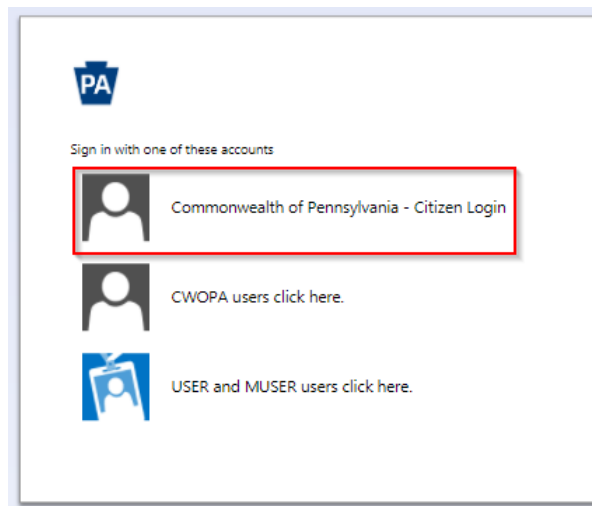 PA
Sign in with one of these accounts
Commonwealth of Pennsylvania - Citizen Login
CWOPA users click here.
USER and MUSER users click here.